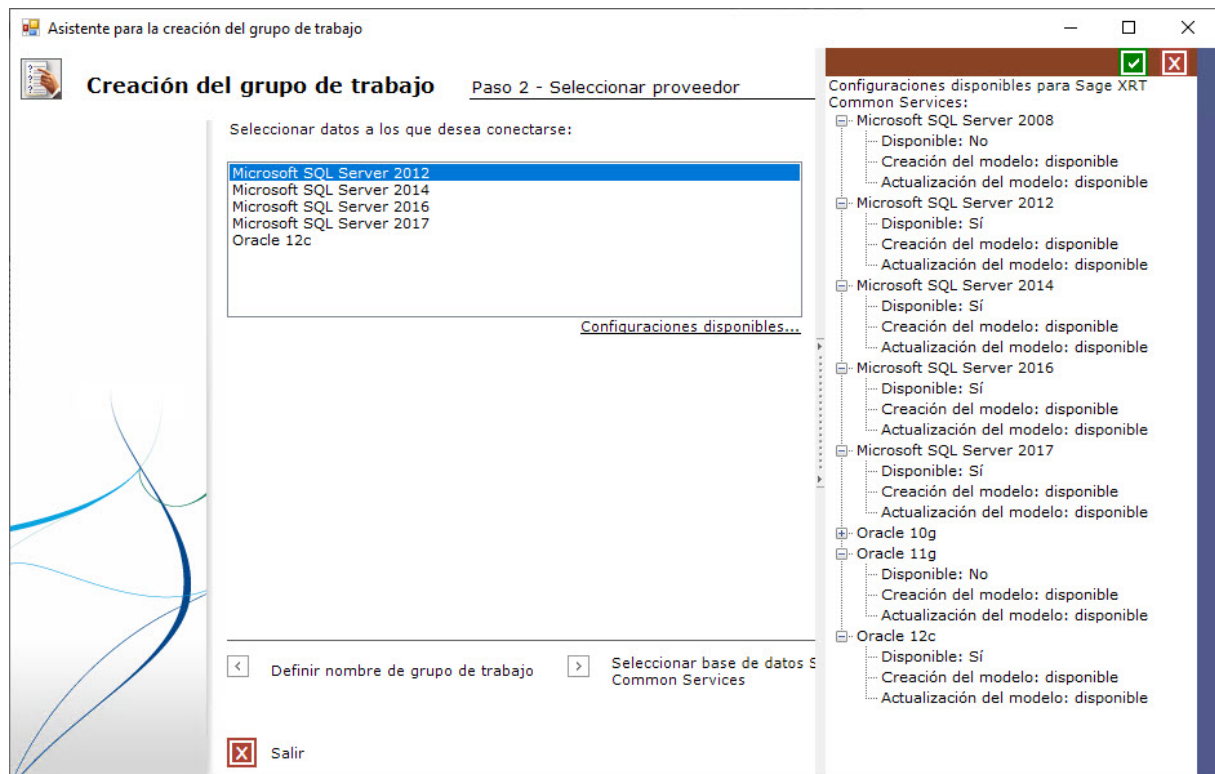 Asistente para la creación del grupo de trabajo
Creación del grupo de trabajo
Paso 2 - Seleccionar proveedor
Seleccionar datos a los que desea conectarse:
Microsoft SQL Server 2012
Microsoft SQL Server 2014
Microsoft SQL Server 2016
Microsoft SQL Server 2017
Oracle 12c
Configuraciones disponibles...
Definir nombre de grupo de trabajo
Seleccionar base de datos S
Common Services
Salir
Configuraciones disponibles para Sage XRT
Common Services:
Microsoft SQL Server 2008
Disponible: No
Creación del modelo: disponible
Actualización del modelo: disponible
Microsoft SQL Server 2012
Disponible: Sí
Creación del modelo: disponible
Actualización del modelo: disponible
Microsoft SQL Server 2014
Disponible: Sí
Creación del modelo: disponible
Actualización del modelo: disponible
Microsoft SQL Server 2016
Disponible: Sí
Creación del modelo: disponible
Actualización del modelo: disponible
Microsoft SQL Server 2017
Disponible: Sí
Creación del modelo: disponible
Actualización del modelo: disponible
Oracle 10g
Oracle 11g
Disponible: No
Creación del modelo: disponible
Actualización del modelo: disponible
Oracle 12c
Disponible: Sí
Creación del modelo: disponible
Actualización del modelo: disponible